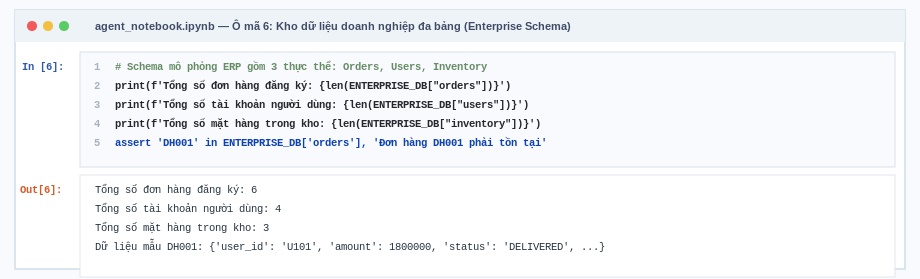 agent_notebook.ipynb — Ô mã 6: Kho dữ liệu doanh nghiệp đa bảng (Enterprise Schema)
In [6]:
1 # Schema mô phỏng ERP gồm 3 thực thể: Orders, Users, Inventory
2 print(f'Tổng số đơn hàng đăng ký: {len(ENTERPRISE_DB["orders"])}')
3 print(f'Tổng số tài khoản người dùng: {len(ENTERPRISE_DB["users"])}')
4 print(f'Tổng số mặt hàng trong kho: {len(ENTERPRISE_DB["inventory"])}')
5 assert 'DH001' in ENTERPRISE_DB['orders'], 'Đơn hàng DH001 phải tồn tại'
Out[6]:
Tổng số đơn hàng đăng ký: 6
Tổng số tài khoản người dùng: 4
Tổng số mặt hàng trong kho: 3
Dữ liệu mẫu DH001: {'user_id': 'U101', 'amount': 1800000, 'status': 'DELIVERED', ...}